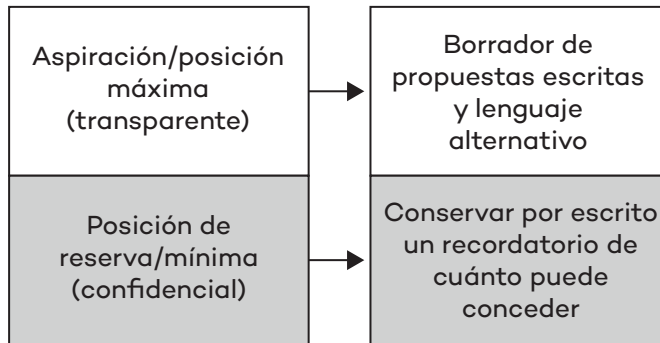 Aspiración/posición
máxima
(transparente)
Borrador de
propuestas escritas
y lenguaje
alternativo
Posición de
reserva/mínima
(confidencial)
Conservar por escrito
un recordatorio de
cuánto puede
conceder